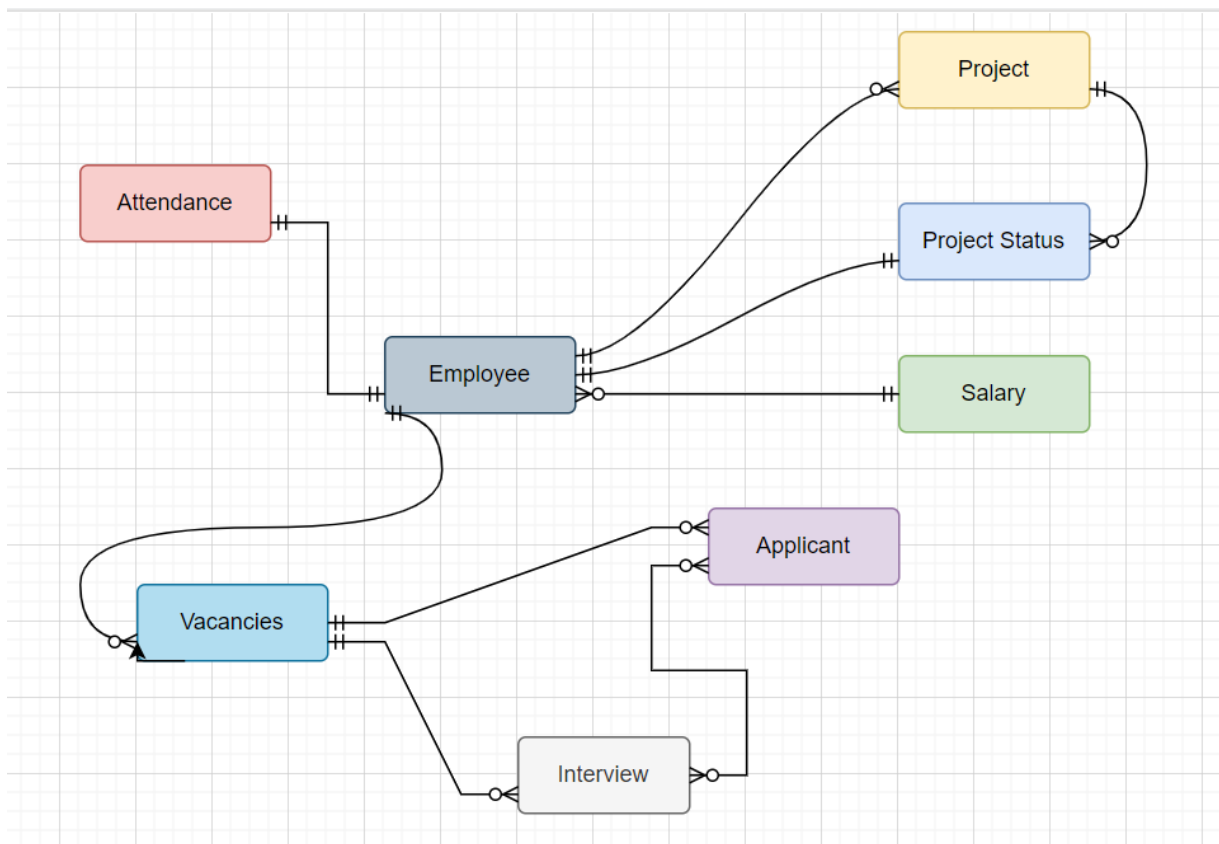 Project
Attendance
Project Status
Employee
Salary
Applicant
Vacancies
Interview